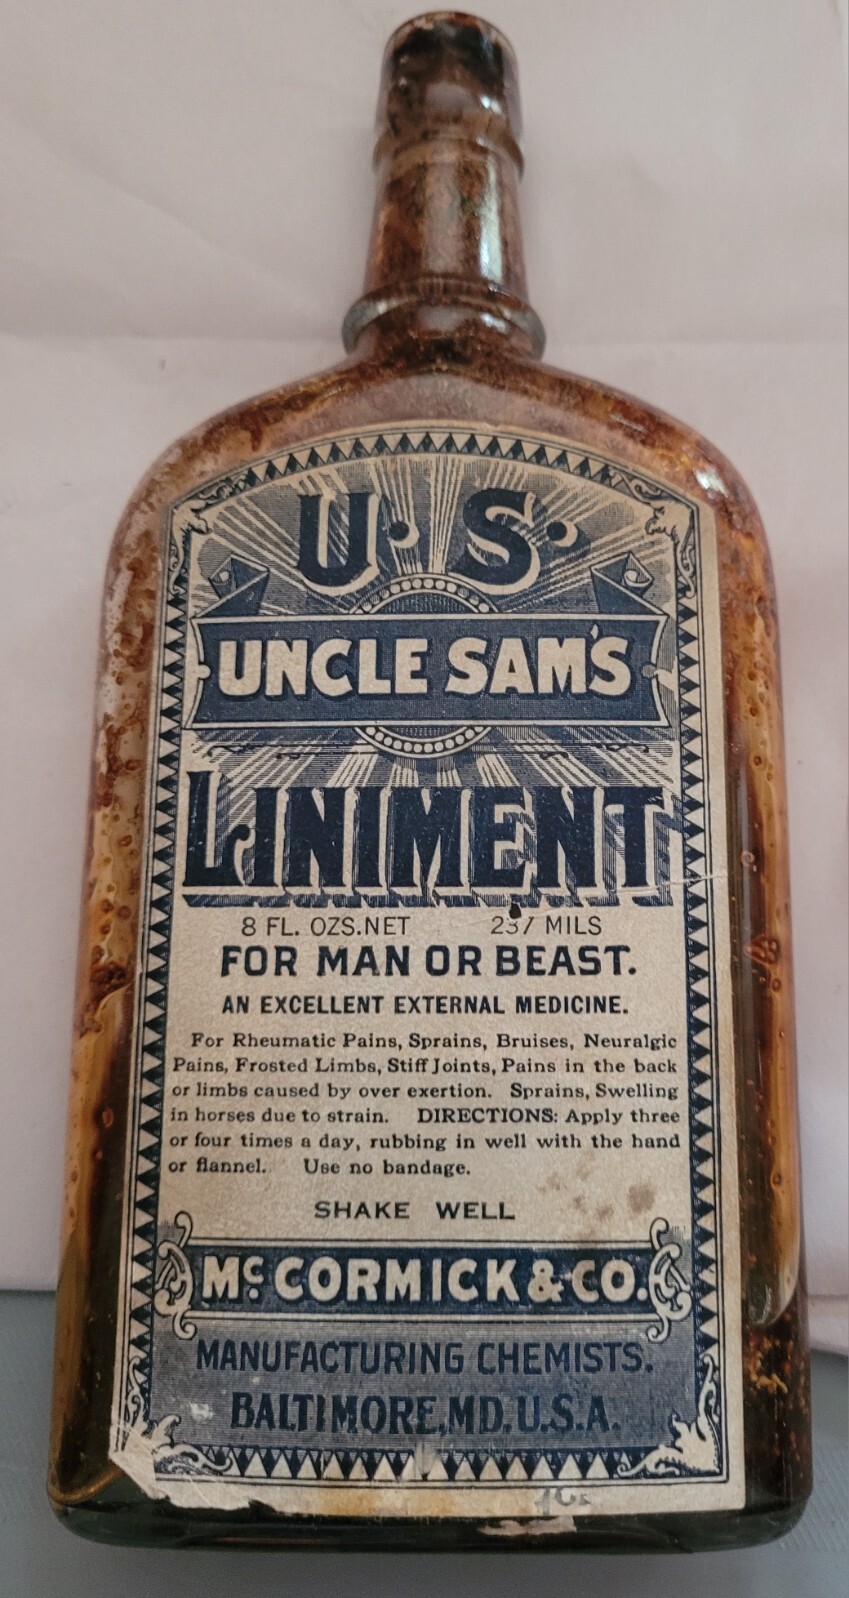 U. S.
UNCLE SAM'S
LINIMENT
8 FL. OZS.NET 237 MILS
FOR MAN OR BEAST.
AN EXCELLENT EXTERNAL MEDICINE.
For Rheumatic Pains, Sprains, Bruises, Neuralgic
Pains, Frosted Limbs, Stiff Joints, Pains in the back
or limbs caused by over exertion. Sprains, Swelling
in horses due to strain. DIRECTIONS: Apply three
or four times a day, rubbing in well with the hand
or flannel. Use no bandage.
SHAKE WELL
Mc CORMICK & CO.
MANUFACTURING CHEMISTS.
BALTIMORE, MD. U.S.A.